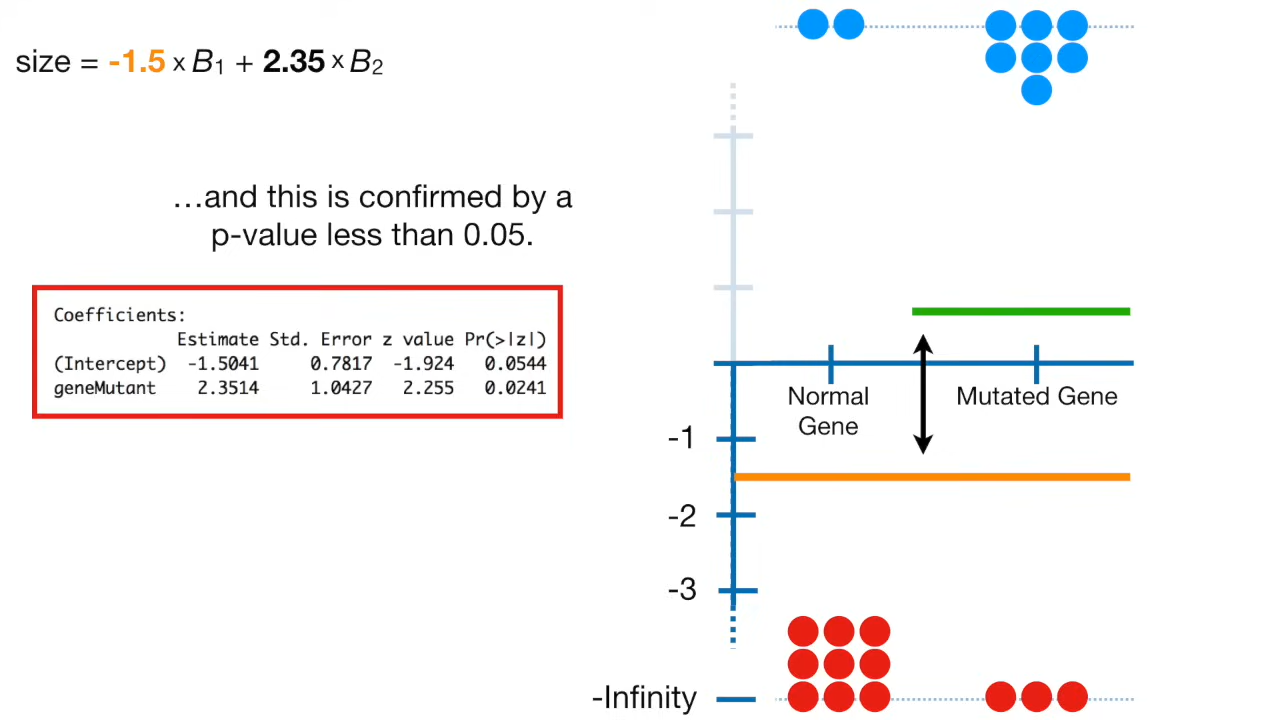 size = -1.5 x B1 + 2.35 x B2
…and this is confirmed by a
p-value less than 0.05.
Coefficients:
Estimate Std. Error z value Pr(>|z|)
(Intercept) -1.5041 0.7817 -1.924 0.0544
geneMutant 2.3514 1.0427 2.255 0.0241
Normal
Gene
Mutated Gene
-1
-2
-3
-Infinity